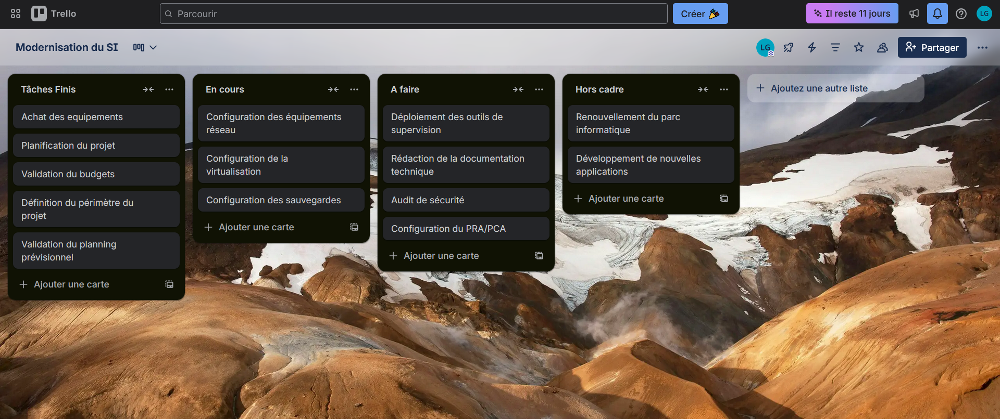 Trello
Parcourir
Créer
Il reste 11 jours
LG
Modernisation du SI
LG
Partager
Tâches Finis
Achat des equipements
Planification du projet
Validation du budgets
Définition du périmètre du
projet
Validation du planning
prévisionnel
Ajouter une carte
En cours
Configuration des équipements
réseau
Configuration de la
virtualisation
Configuration des sauvegardes
Ajouter une carte
A faire
Déploiement des outils de
supervision
Rédaction de la documentation
technique
Audit de sécurité
Configuration du PRA/PCA
Ajouter une carte
Hors cadre
Renouvellement du parc
informatique
Développement de nouvelles
applications
Ajouter une carte
Ajoutez une autre liste